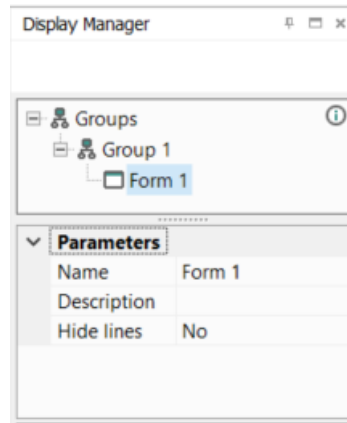 Display Manager
Groups
Group 1
Form 1
Parameters
Name Form 1
Description
Hide lines No